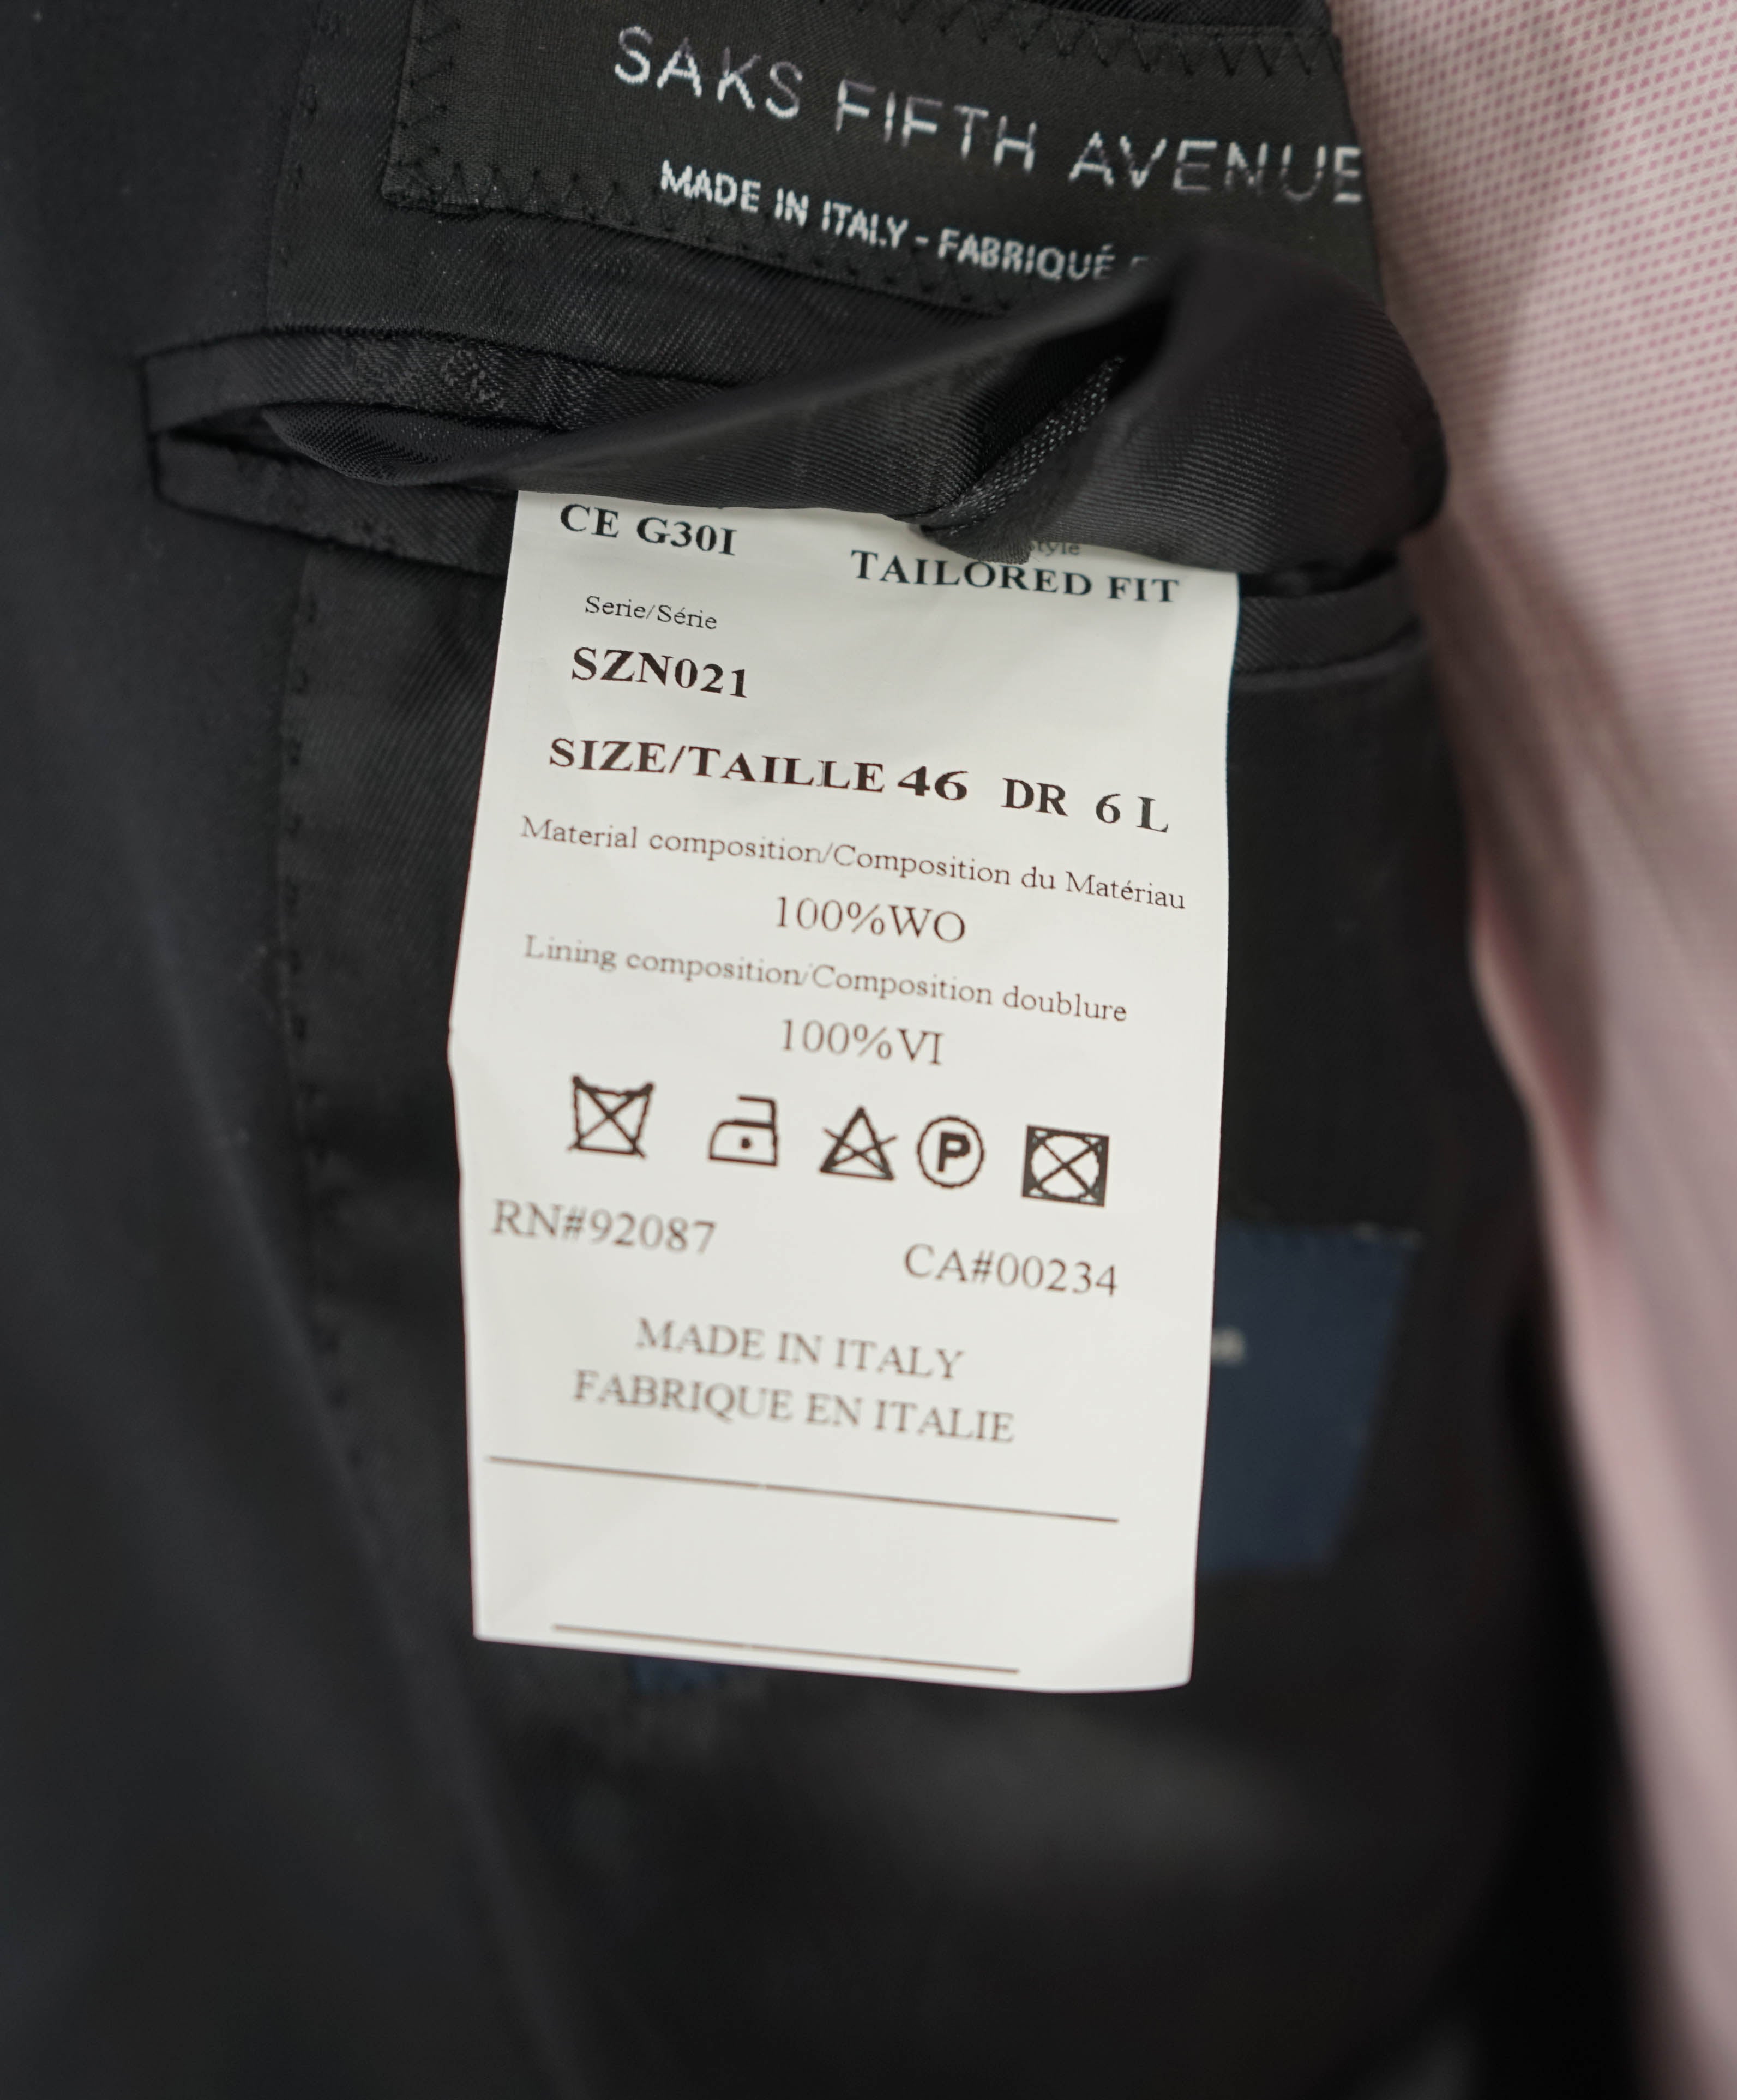 SAKS FIFTH AVENUE
MADE IN ITALY - FABRIQUÉ
CE G30I
TAILORED FIT
Serie/Série
SZN021
SIZE/TAILLE 46 DR 6 L
Material composition/Composition du Matériau
100%WO
Lining composition/Composition doublure
100%VI
P
RN#92087
CA#00234
MADE IN ITALY
FABRIQUE EN ITALIE